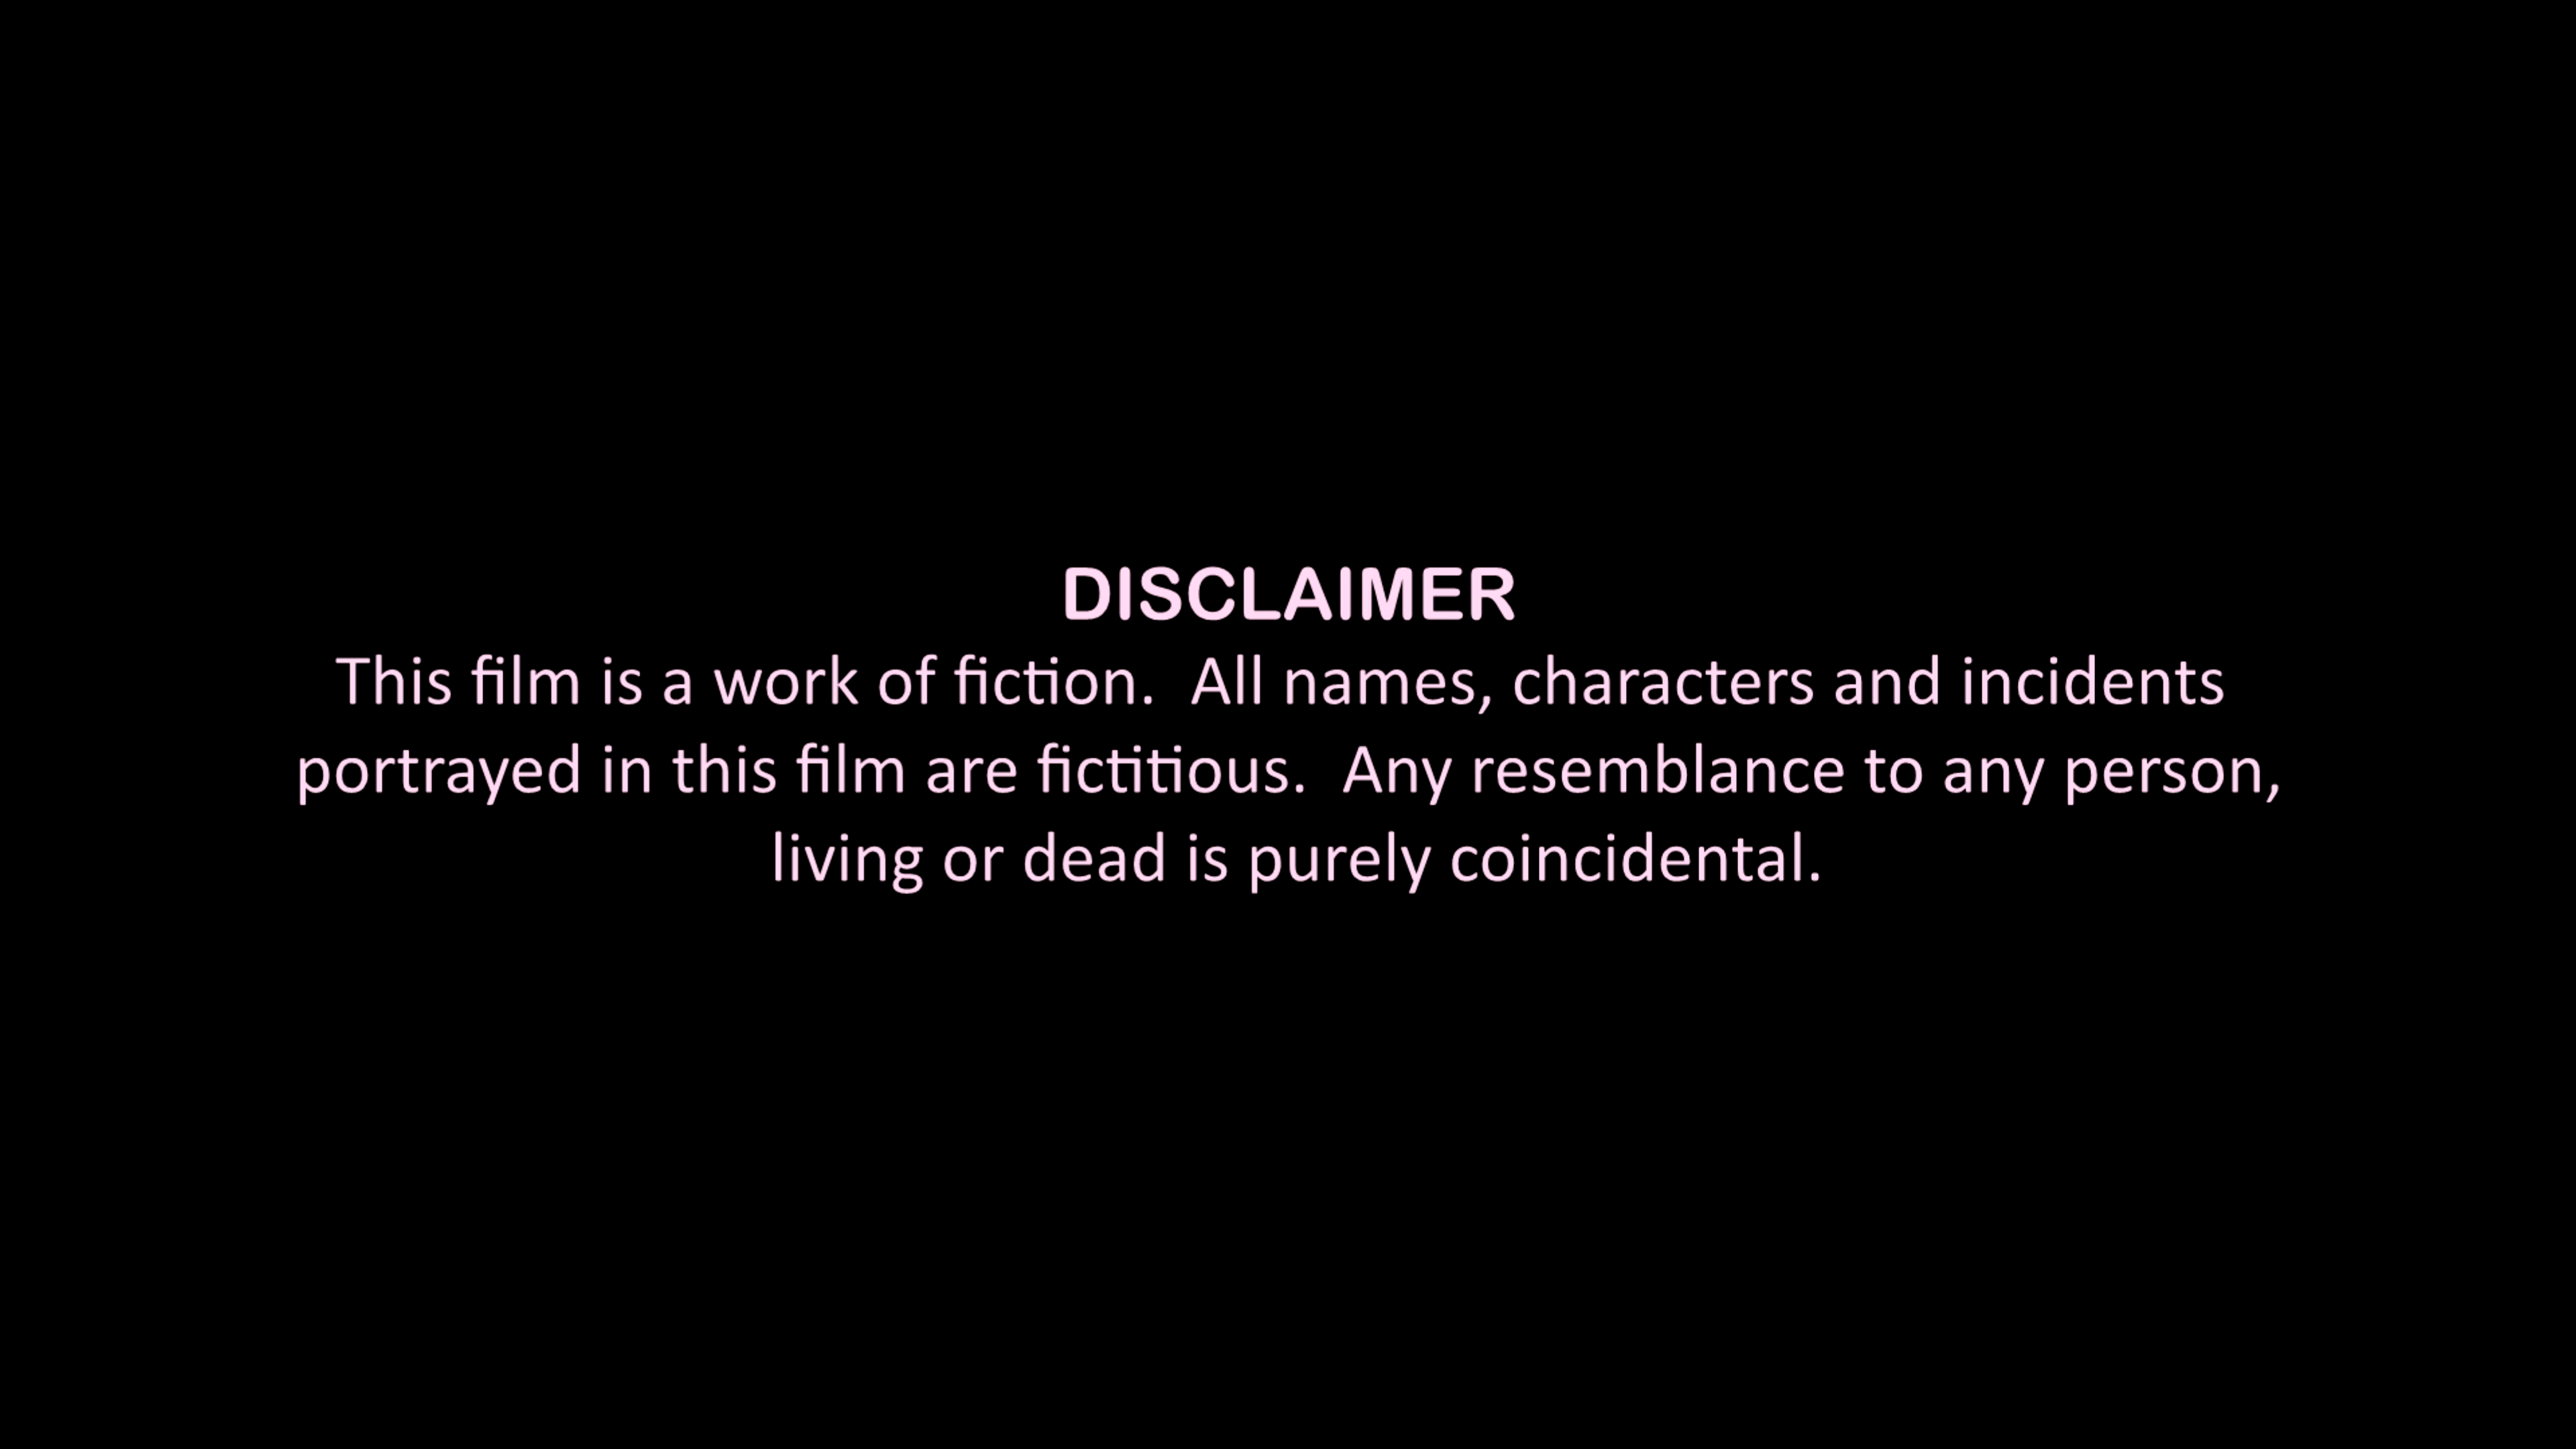 DISCLAIMER
This film is a work of fiction.  All names, characters and incidents
portrayed in this film are fictitious.  Any resemblance to any person,
living or dead is purely coincidental.